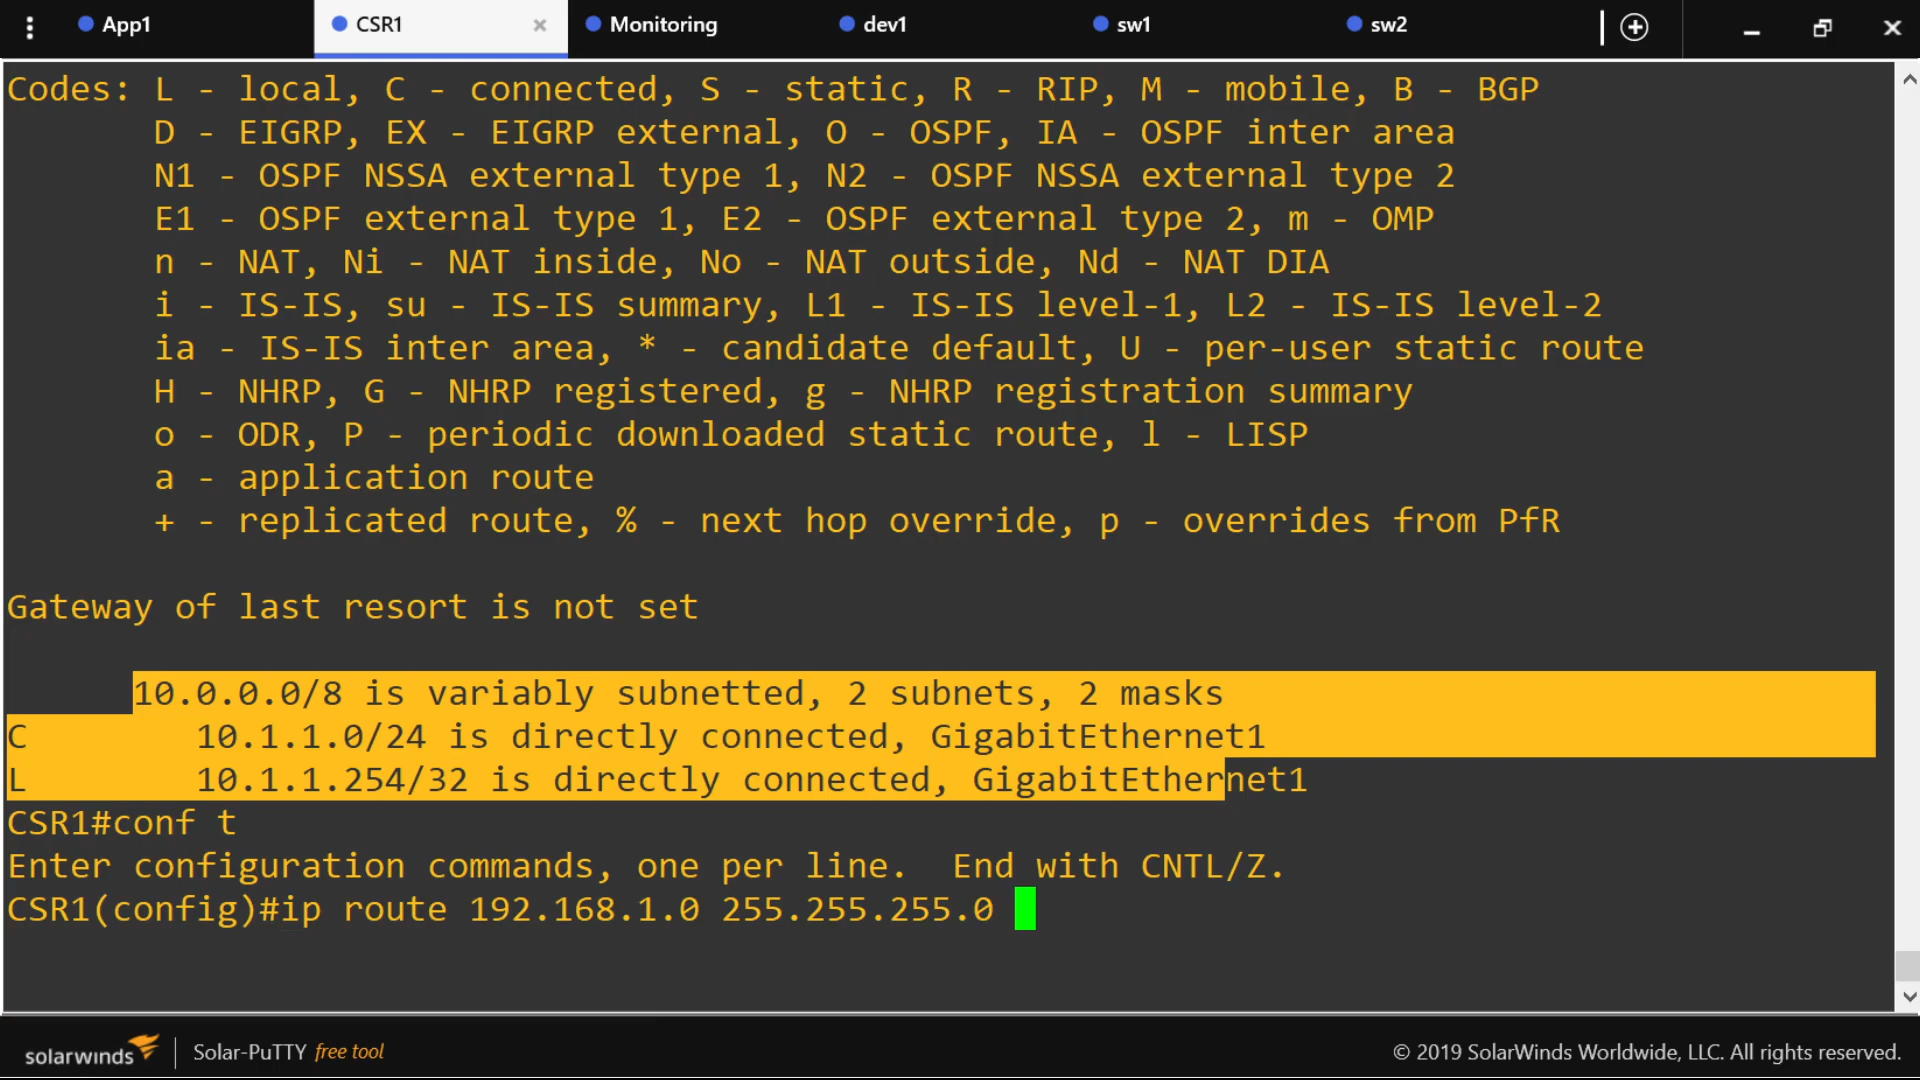 App1 CSR1 × Monitoring dev1 sw1 sw2
Codes: L - local, C - connected, S - static, R - RIP, M - mobile, B - BGP
D - EIGRP, EX - EIGRP external, O - OSPF, IA - OSPF inter area
N1 - OSPF NSSA external type 1, N2 - OSPF NSSA external type 2
E1 - OSPF external type 1, E2 - OSPF external type 2, m - OMP
n - NAT, Ni - NAT inside, No - NAT outside, Nd - NAT DIA
i - IS-IS, su - IS-IS summary, L1 - IS-IS level-1, L2 - IS-IS level-2
ia - IS-IS inter area, * - candidate default, U - per-user static route
H - NHRP, G - NHRP registered, g - NHRP registration summary
o - ODR, P - periodic downloaded static route, l - LISP
a - application route
+ - replicated route, % - next hop override, p - overrides from PfR
Gateway of last resort is not set
10.0.0.0/8 is variably subnetted, 2 subnets, 2 masks
C 10.1.1.0/24 is directly connected, GigabitEthernet1
L 10.1.1.254/32 is directly connected, GigabitEthernet1
CSR1#conf t
Enter configuration commands, one per line.  End with CNTL/Z.
CSR1(config)#ip route 192.168.1.0 255.255.255.0
solarwinds Solar-PuTTY free tool © 2019 SolarWinds Worldwide, LLC. All rights reserved.